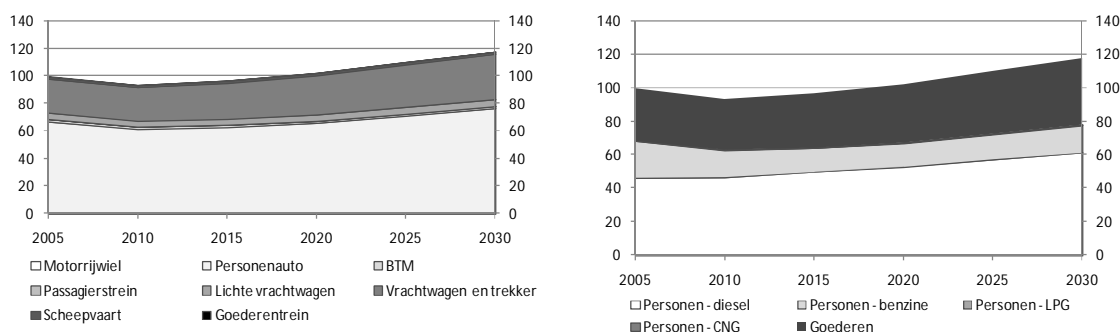 140 140
120 120
100 100
80 80
60 60
40 40
20 20
0 0
2005 2010 2015 2020 2025 2030
Motorrijwiel Personenauto BTM
Passagierstrein Lichte vrachtwagen Vrachtwagen en trekker
Scheepvaart Goederentrein
140 140
120 120
100 100
80 80
60 60
40 40
20 20
0 0
2005 2010 2015 2020 2025 2030
Personen - diesel Personen - benzine Personen - LPG
Personen - CNG Goederen